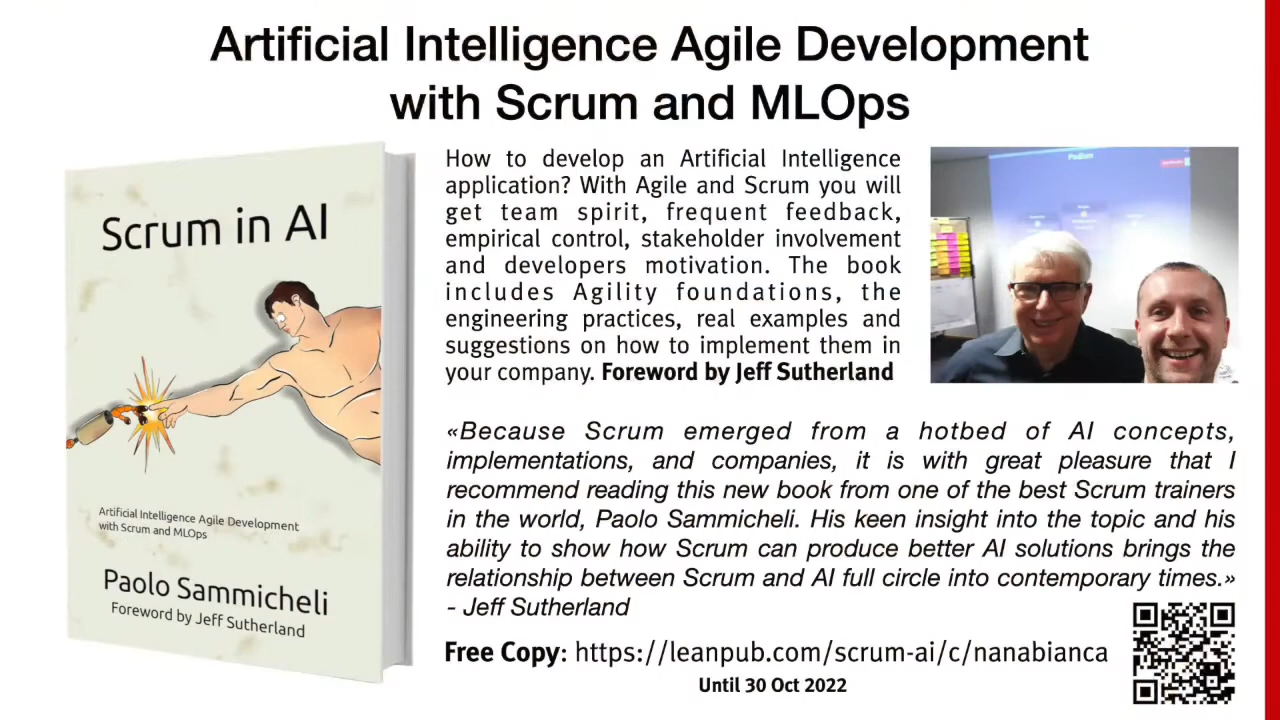 Artificial Intelligence Agile Development
with Scrum and MLOps
Scrum in AI
Artificial Intelligence Agile Development
with Scrum and MLOps
Paolo Sammicheli
Foreword by Jeff Sutherland
How to develop an Artificial Intelligence
application? With Agile and Scrum you will
get team spirit, frequent feedback,
empirical control, stakeholder involvement
and developers motivation. The book
includes Agility foundations, the
engineering practices, real examples and
suggestions on how to implement them in
your company. Foreword by Jeff Sutherland
Podium
«Because Scrum emerged from a hotbed of AI concepts,
implementations, and companies, it is with great pleasure that I
recommend reading this new book from one of the best Scrum trainers
in the world, Paolo Sammicheli. His keen insight into the topic and his
ability to show how Scrum can produce better AI solutions brings the
relationship between Scrum and AI full circle into contemporary times.»
- Jeff Sutherland
Free Copy: https://leanpub.com/scrum-ai/c/nanabianca
Until 30 Oct 2022